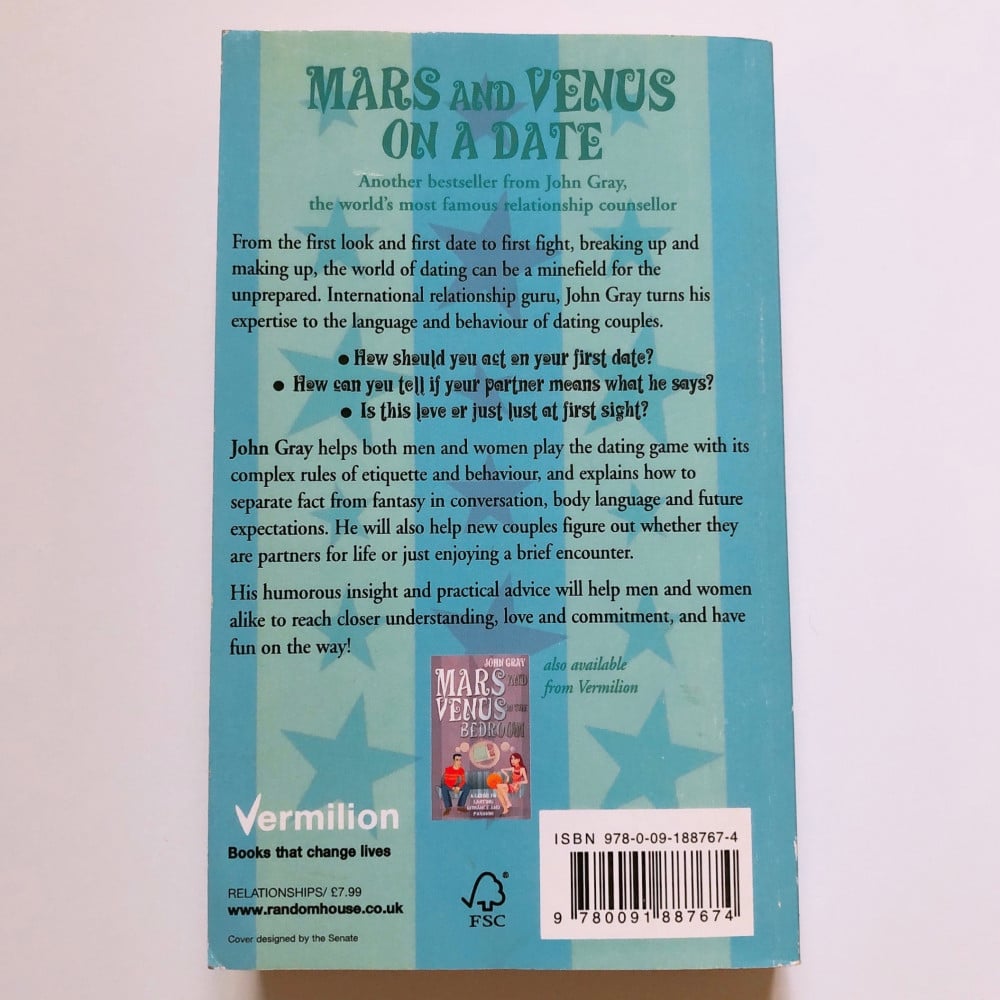 MARS AND VENUS
ON A DATE
Another bestseller from John Gray,
the world's most famous relationship counsellor
From the first look and first date to first fight, breaking up and
making up, the world of dating can be a minefield for the
unprepared. International relationship guru, John Gray turns his
expertise to the language and behaviour of dating couples.
• How should you act on your first date?
• How can you tell if your partner means what he says?
• Is this love or just lust at first sight?
John Gray helps both men and women play the dating game with its
complex rules of etiquette and behaviour, and explains how to
separate fact from fantasy in conversation, body language and future
expectations. He will also help new couples figure out whether they
are partners for life or just enjoying a brief encounter.
His humorous insight and practical advice will help men and women
alike to reach closer understanding, love and commitment, and have
fun on the way!
JOHN GRAY
MARS AND
VENUS IN THE
BEDROOM
A GUIDE TO
LASTING
ROMANCE AND
PASSION
also available
from Vermilion
Vermilion
Books that change lives
RELATIONSHIPS/ £7.99
www.randomhouse.co.uk
Cover designed by the Senate
®
FSC
ISBN 978-0-09-188767-4
9 780091 887674